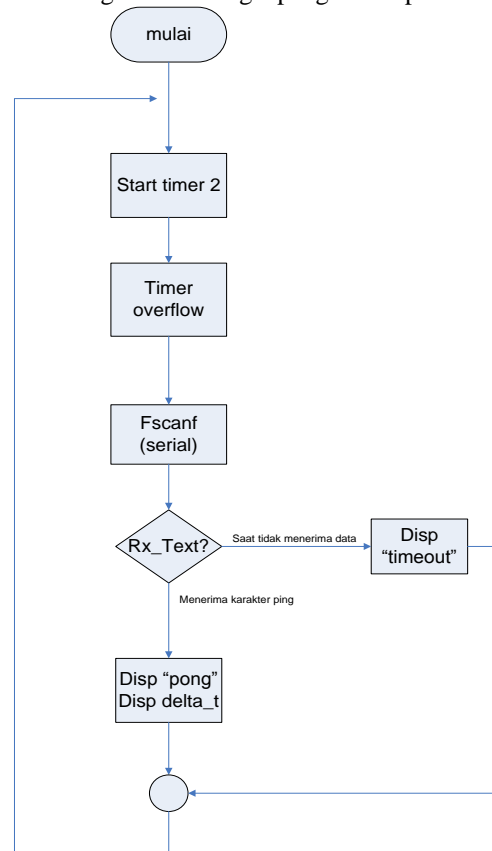 mulai
Start timer 2
Timer
overflow
Fscanf
(serial)
Rx_Text?
Saat tidak menerima data
Disp
“timeout”
Menerima karakter ping
Disp “pong”
Disp delta_t